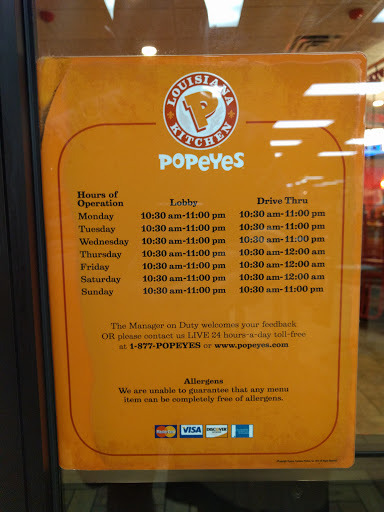 LOUISIANA
P
KITCHEN
POPEYES
Hours of
Operation Lobby Drive Thru
Monday 10:30 am-11:00 pm 10:30 am-11:00 pm
Tuesday 10:30 am-11:00 pm 10:30 am-11:00 pm
Wednesday 10:30 am-11:00 pm 10:30 am-11:00 pm
Thursday 10:30 am-11:00 pm 10:30 am-12:00 am
Friday 10:30 am-11:00 pm 10:30 am-12:00 am
Saturday 10:30 am-11:00 pm 10:30 am-12:00 am
Sunday 10:30 am-11:00 pm 10:30 am-11:00 pm
The Manager on Duty welcomes your feedback
OR please contact us LIVE 24 hours-a-day toll-free
at 1-877-POPEYES or www.popeyes.com
Allergens
We are unable to guarantee that any menu
item can be completely free of allergens.
MasterCard VISA DISCOVER